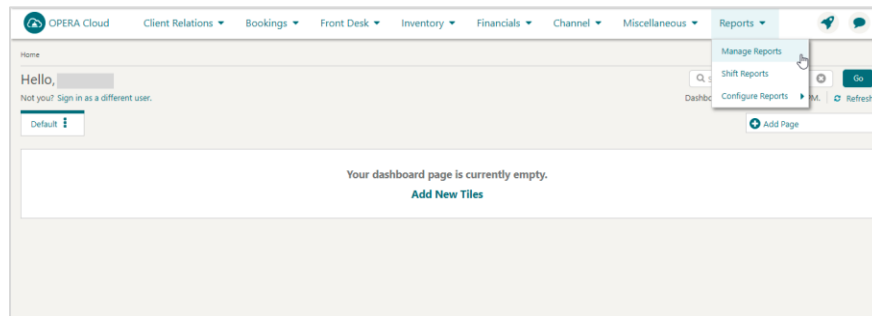 OPERA Cloud Client Relations Bookings Front Desk Inventory Financials Channel Miscellaneous Reports
Home
Manage Reports
Hello,
Shift Reports
Go
Not you? Sign in as a different user.
Configure Reports
M. Refresh
Default
Add Page
Your dashboard page is currently empty.
Add New Tiles